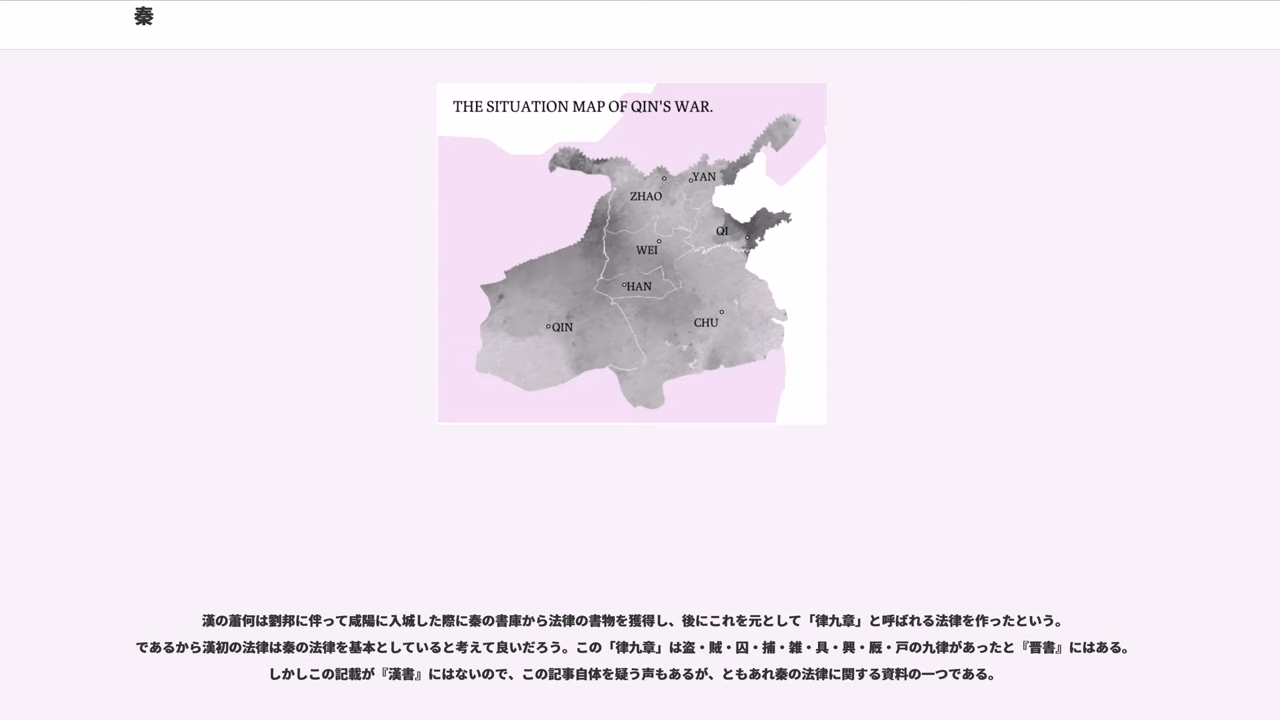 秦
THE SITUATION MAP OF QIN'S WAR.
YAN
ZHAO
QI
WEI
HAN
CHU
QIN
漢の蕭何は劉邦に伴って咸陽に入城した際に秦の書庫から法律の書物を獲得し、後にこれを元として「律九章」と呼ばれる法律を作ったという。
であるから漢初の法律は秦の法律を基本としていると考えて良いだろう。この「律九章」は盗・賊・囚・捕・雑・具・興・厩・戸の九律があったと『晋書』にはある。
しかしこの記載が『漢書』にはないので、この記事自体を疑う声もあるが、ともあれ秦の法律に関する資料の一つである。